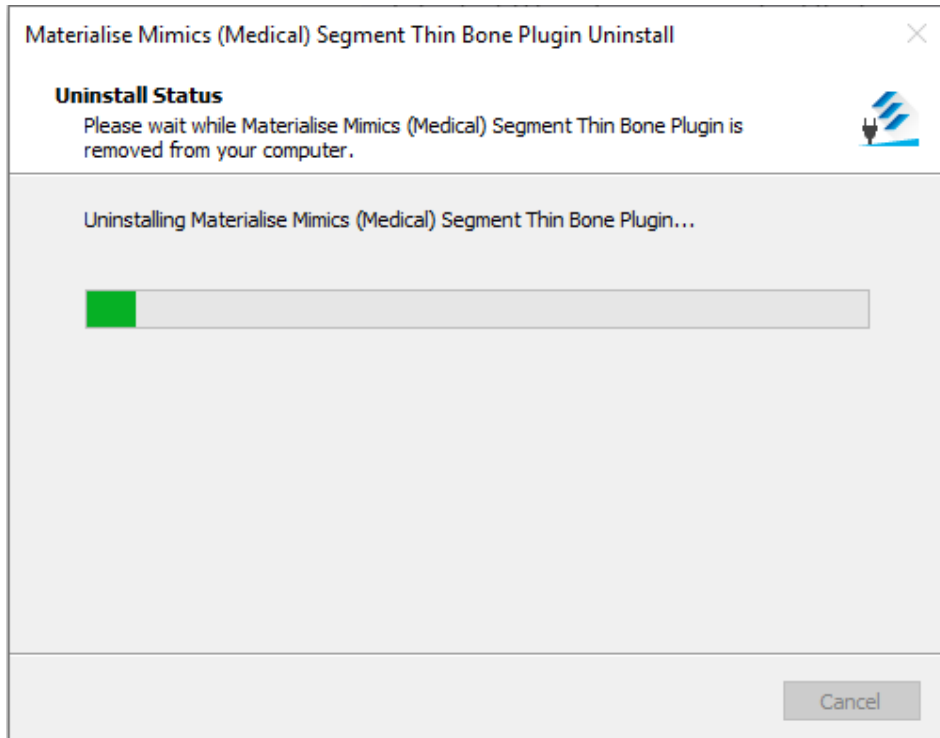 Materialise Mimics (Medical) Segment Thin Bone Plugin Uninstall
Uninstall Status
Please wait while Materialise Mimics (Medical) Segment Thin Bone Plugin is
removed from your computer.
Uninstalling Materialise Mimics (Medical) Segment Thin Bone Plugin...
Cancel